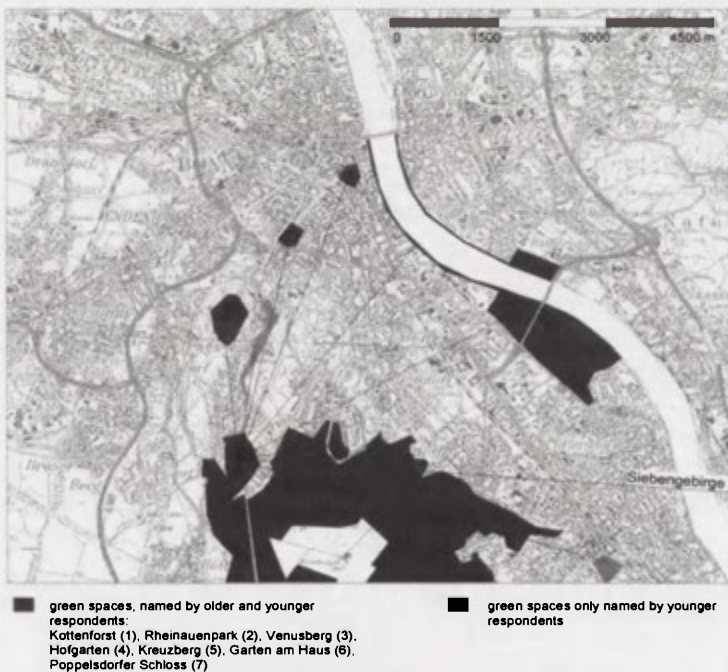 0 1500 3000 4500 m
Siebengebirge
green spaces, named by older and younger
respondents:
Kottenforst (1), Rheinauenpark (2), Venusberg (3),
Hofgarten (4), Kreuzberg (5), Garten am Haus (6),
Poppelsdorfer Schloss (7)
green spaces only named by younger
respondents